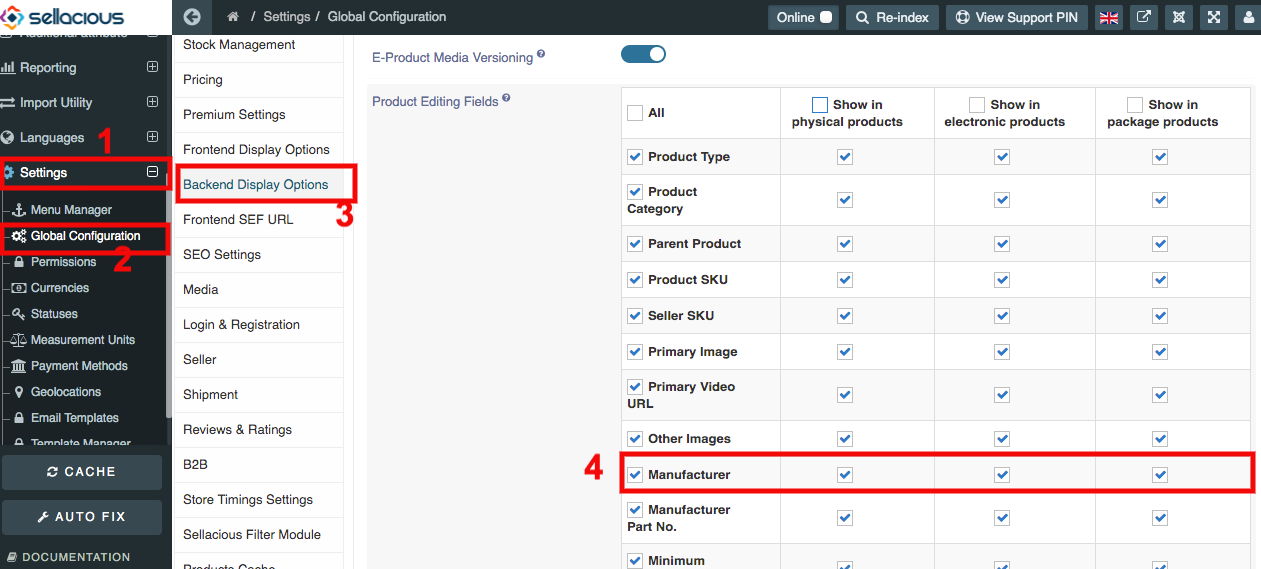 sellacious
/ Settings / Global Configuration
Online
Re-index
View Support PIN
Additional attribute
Reporting
Import Utility
Languages
1
Settings
Menu Manager
Global Configuration
2
Permissions
Currencies
Statuses
Measurement Units
Payment Methods
Geolocations
Email Templates
Template Manager
CACHE
AUTO FIX
DOCUMENTATION
Stock Management
Pricing
Premium Settings
Frontend Display Options
Backend Display Options
3
Frontend SEF URL
SEO Settings
Media
Login & Registration
Seller
Shipment
Reviews & Ratings
B2B
Store Timings Settings
Sellacious Filter Module
Products Cache
E-Product Media Versioning ?
Product Editing Fields ?
All
Show in
physical products
Show in
electronic products
Show in
package products
Product Type
Product
Category
Parent Product
Product SKU
Seller SKU
Primary Image
Primary Video
URL
Other Images
4
Manufacturer
Manufacturer
Part No.
Minimum